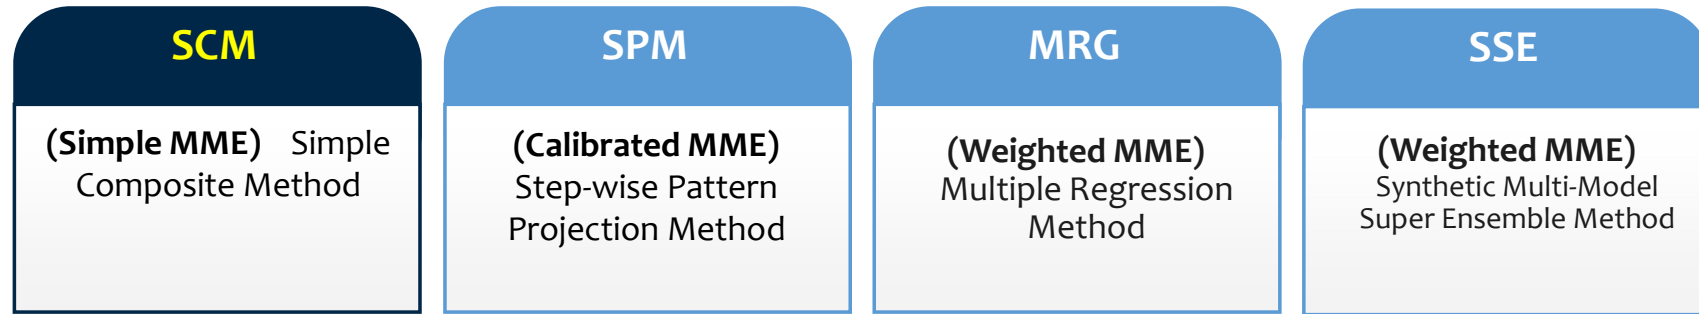 SCM
(Simple MME) Simple
Composite Method
SPM
(Calibrated MME)
Step-wise Pattern
Projection Method
MRG
(Weighted MME)
Multiple Regression
Method
SSE
(Weighted MME)
Synthetic Multi-Model
Super Ensemble Method